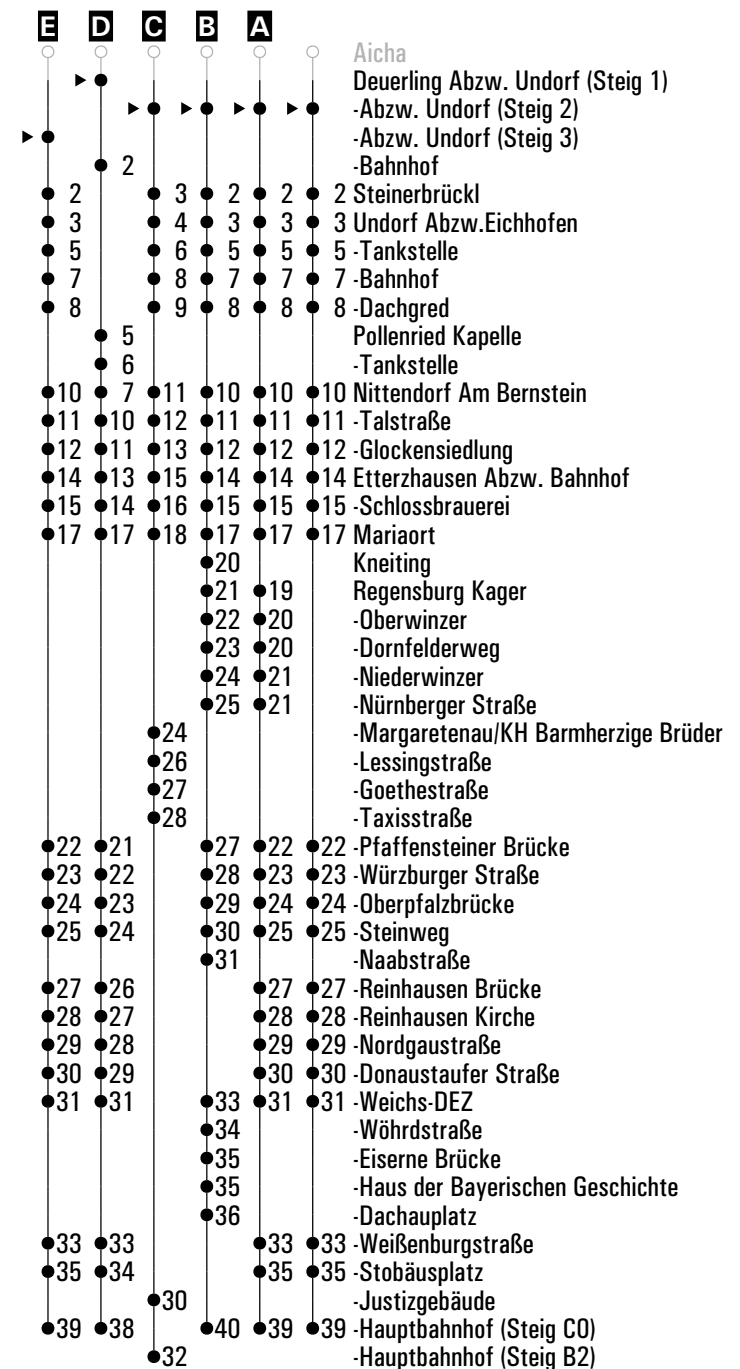 E D C B A
Aicha
Deuerling Abzw. Undorf (Steig 1)
-Abzw. Undorf (Steig 2)
-Abzw. Undorf (Steig 3)
2 -Bahnhof
2 3 2 2 2 Steinerbrückl
3 4 3 3 3 Undorf Abzw.Eichhofen
5 6 5 5 5 -Tankstelle
7 8 7 7 7 -Bahnhof
8 9 8 8 8 -Dachgred
5 Pollenried Kapelle
6 -Tankstelle
10 7 11 10 10 10 Nittendorf Am Bernstein
11 10 12 11 11 11 -Talstraße
12 11 13 12 12 12 -Glockensiedlung
14 13 15 14 14 14 Etterzhausen Abzw. Bahnhof
15 14 16 15 15 15 -Schlossbrauerei
17 17 18 17 17 17 Mariaort
20 Kneiting
21 19 Regensburg Kager
22 20 -Oberwinzer
23 20 -Dornfelderweg
24 21 -Niederwinzer
25 21 -Nürnberger Straße
24 -Margaretenau/KH Barmherzige Brüder
26 -Lessingstraße
27 -Goethestraße
28 -Taxisstraße
22 21 27 22 22 -Pfaffensteiner Brücke
23 22 28 23 23 -Würzburger Straße
24 23 29 24 24 -Oberpfalzbrücke
25 24 30 25 25 -Steinweg
31 -Naabstraße
27 26 27 27 -Reinhausen Brücke
28 27 28 28 -Reinhausen Kirche
29 28 29 29 -Nordgaustraße
30 29 30 30 -Donaustaufer Straße
31 31 33 31 31 -Weichs-DEZ
34 -Wöhrdstraße
35 -Eiserne Brücke
35 -Haus der Bayerischen Geschichte
36 -Dachauplatz
33 33 33 33 -Weißenburgstraße
35 34 35 35 -Stobäusplatz
30 -Justizgebäude
39 38 40 39 39 -Hauptbahnhof (Steig C0)
32 -Hauptbahnhof (Steig B2)